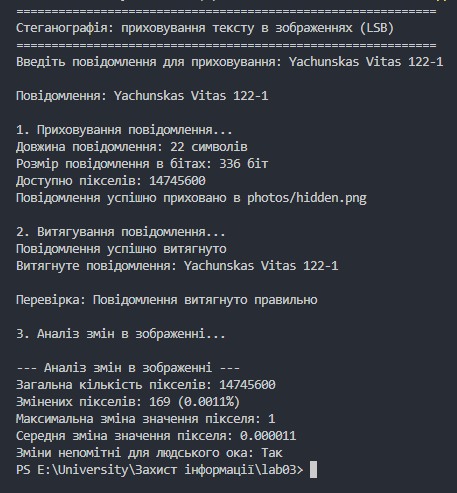 ============================================================
Стеганографія: приховування тексту в зображеннях (LSB)
============================================================
Введіть повідомлення для приховування: Yachunskas Vitas 122-1
Повідомлення: Yachunskas Vitas 122-1
1. Приховування повідомлення...
Довжина повідомлення: 22 символів
Розмір повідомлення в бітах: 336 біт
Доступно пікселів: 14745600
Повідомлення успішно приховано в photos/hidden.png
2. Витягування повідомлення...
Повідомлення успішно витягнуто
Витягнуте повідомлення: Yachunskas Vitas 122-1
Перевірка: Повідомлення витягнуто правильно
3. Аналіз змін в зображенні...
--- Аналіз змін в зображенні ---
Загальна кількість пікселів: 14745600
Змінених пікселів: 169 (0.0011%)
Максимальна зміна значення пікселя: 1
Середня зміна значення пікселя: 0.000011
Зміни непомітні для людського ока: Так
PS E:\University\Захист інформації\lab03>